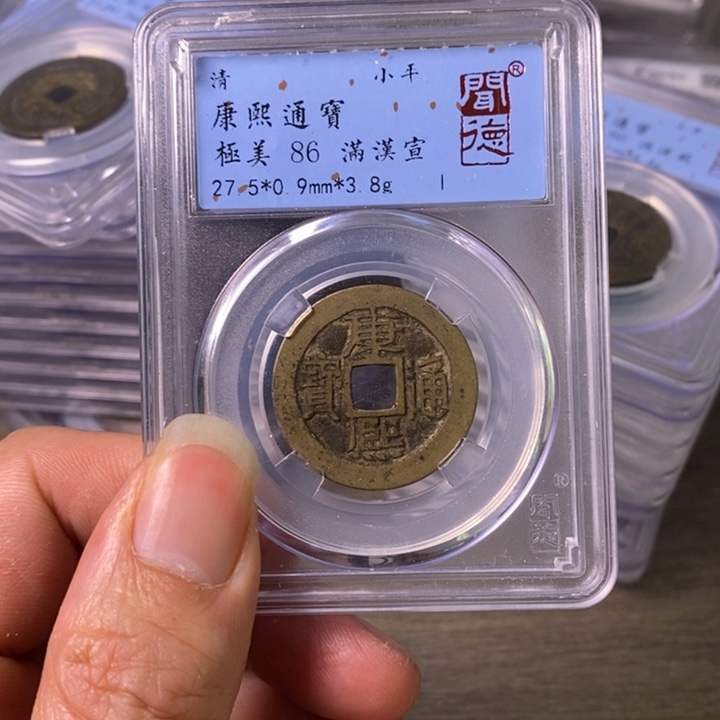 清 小平
康熙通寶
極美 86 滿漢宣
27.5*0.9mm*3.8g
聞德®
康熙通寶